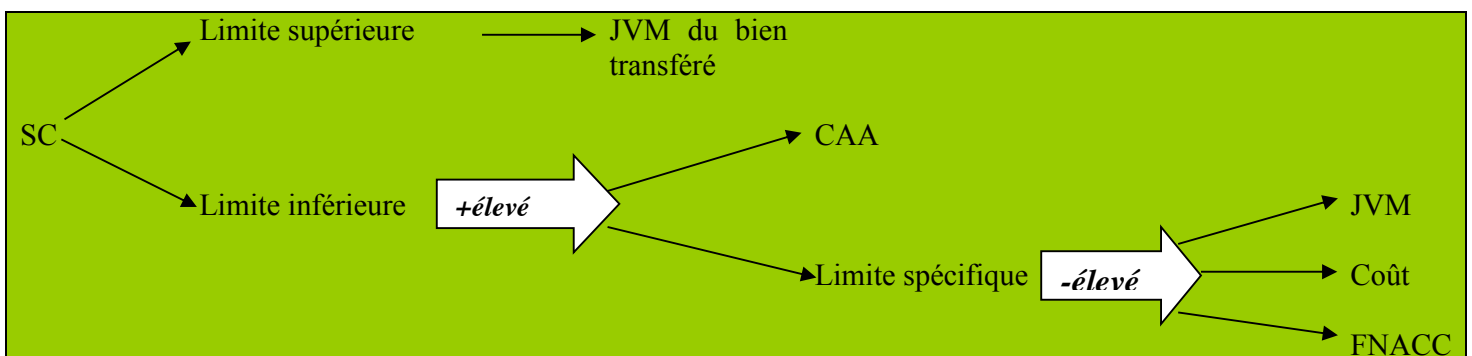 Limite supérieure
JVM du bien
transféré
SC
CAA
Limite inférieure
+élevé
JVM
Limite spécifique
-élevé
Coût
FNACC